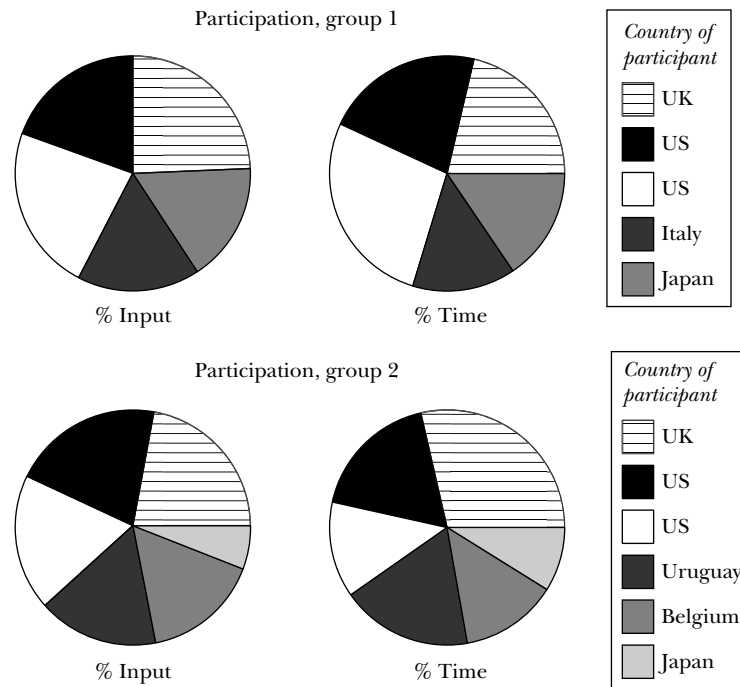 Participation, group 1
Country of
participant
UK
US
US
Italy
Japan
% Input
% Time
Participation, group 2
Country of
participant
UK
US
US
Uruguay
Belgium
Japan
% Input
% Time